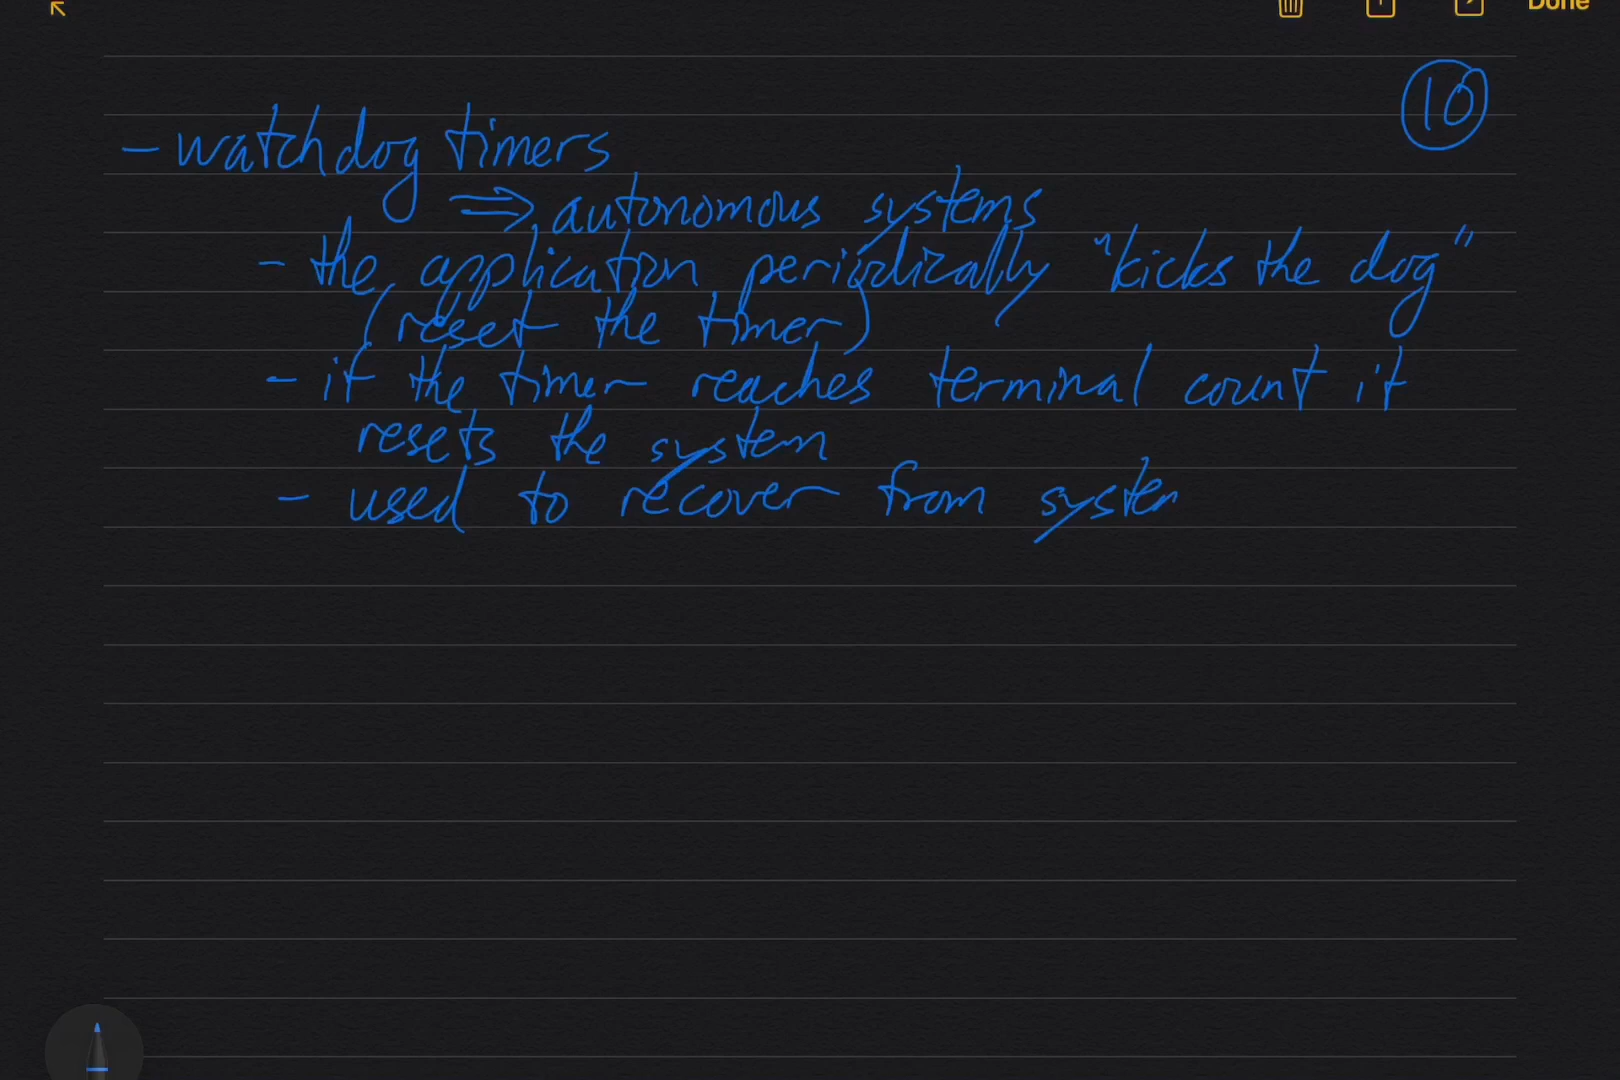 Done
10
- watchdog timers
⇒ autonomous systems
- the application periodically "kicks the dog"
(reset the timer)
- if the timer reaches terminal count it
resets the system
- used to recover from system